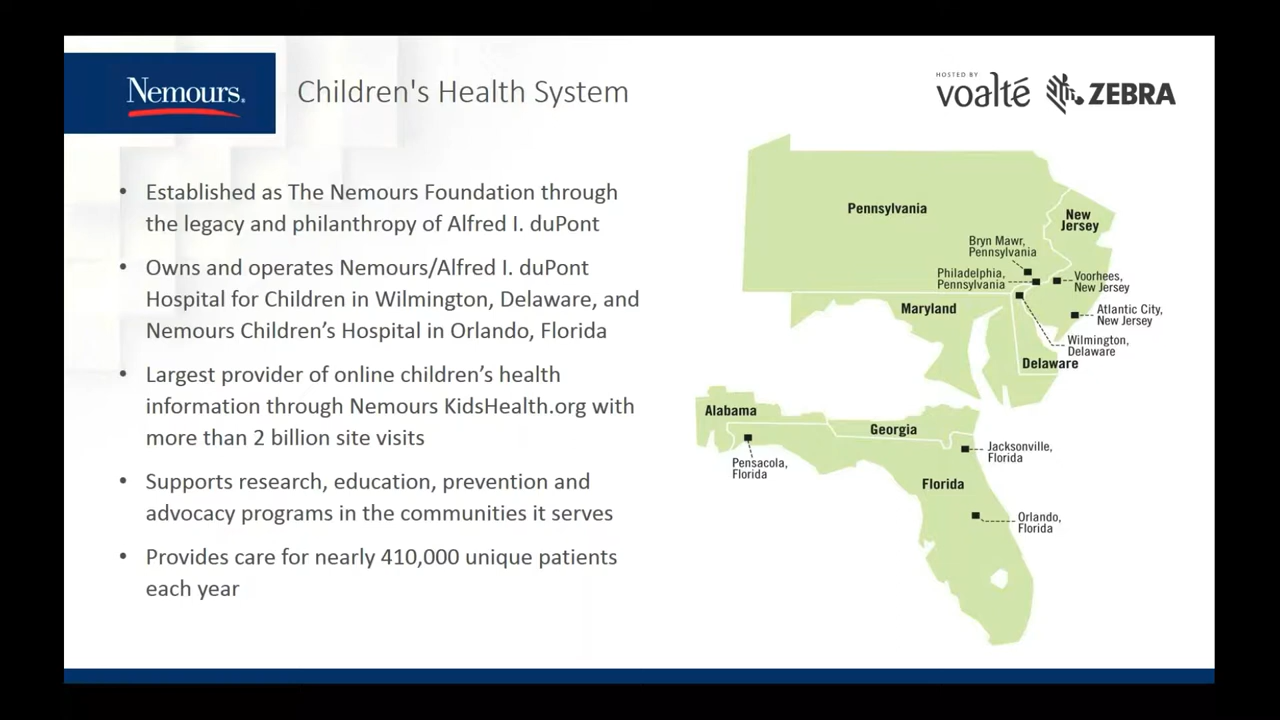 Nemours.
Children's Health System
HOSTED BY
voalté
ZEBRA
• Established as The Nemours Foundation through
the legacy and philanthropy of Alfred I. duPont
• Owns and operates Nemours/Alfred I. duPont
Hospital for Children in Wilmington, Delaware, and
Nemours Children’s Hospital in Orlando, Florida
• Largest provider of online children’s health
information through Nemours KidsHealth.org with
more than 2 billion site visits
• Supports research, education, prevention and
advocacy programs in the communities it serves
• Provides care for nearly 410,000 unique patients
each year
Pennsylvania
New
Jersey
Bryn Mawr,
Pennsylvania
Philadelphia,
Pennsylvania
Voorhees,
New Jersey
Maryland
Atlantic City,
New Jersey
Wilmington,
Delaware
Delaware
Alabama
Georgia
Jacksonville,
Florida
Pensacola,
Florida
Florida
Orlando,
Florida